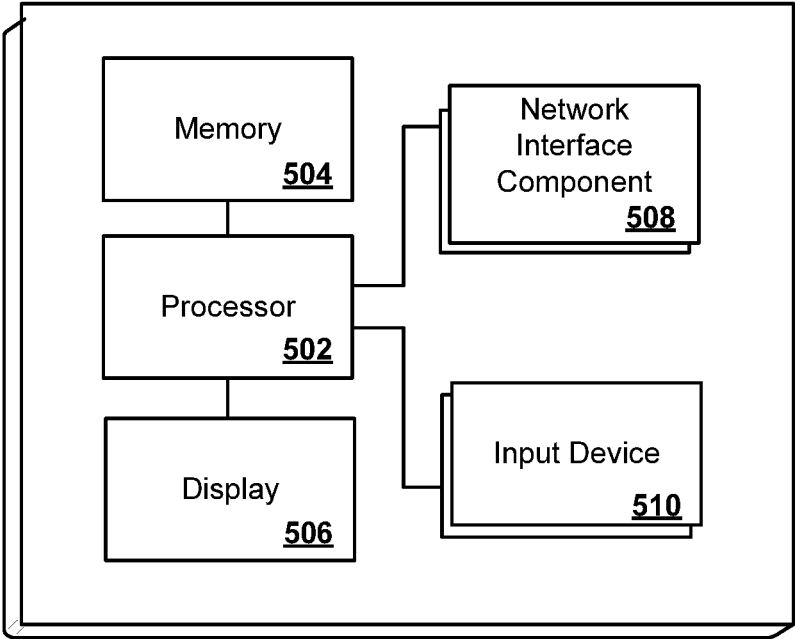 Memory
504
Processor
502
Display
506
Network
Interface
Component
508
Input Device
510